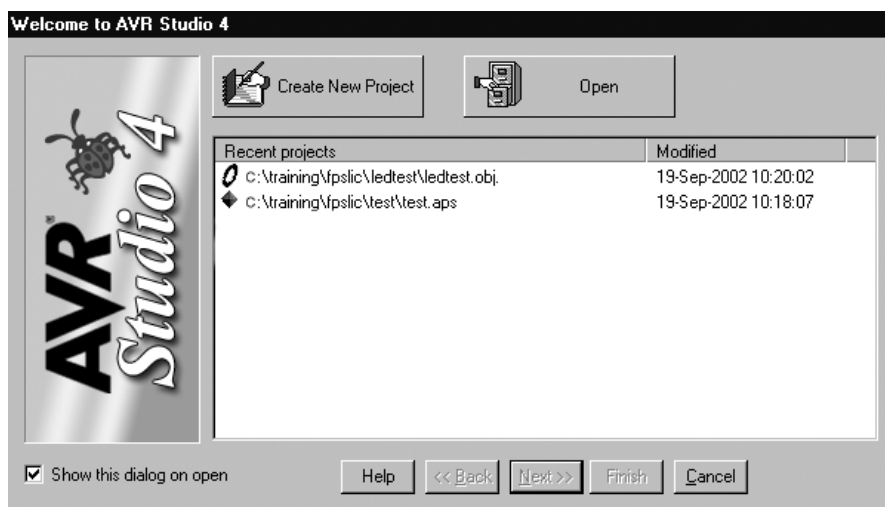 Welcome to AVR Studio 4
AVR®
Studio 4
Create New Project
Open
Recent projects Modified
C:\training\fpslic\ledtest\ledtest.obj. 19-Sep-2002 10:20:02
C:\training\fpslic\test\test.aps 19-Sep-2002 10:18:07
Show this dialog on open
Help
<< Back
Next >>
Finish
Cancel